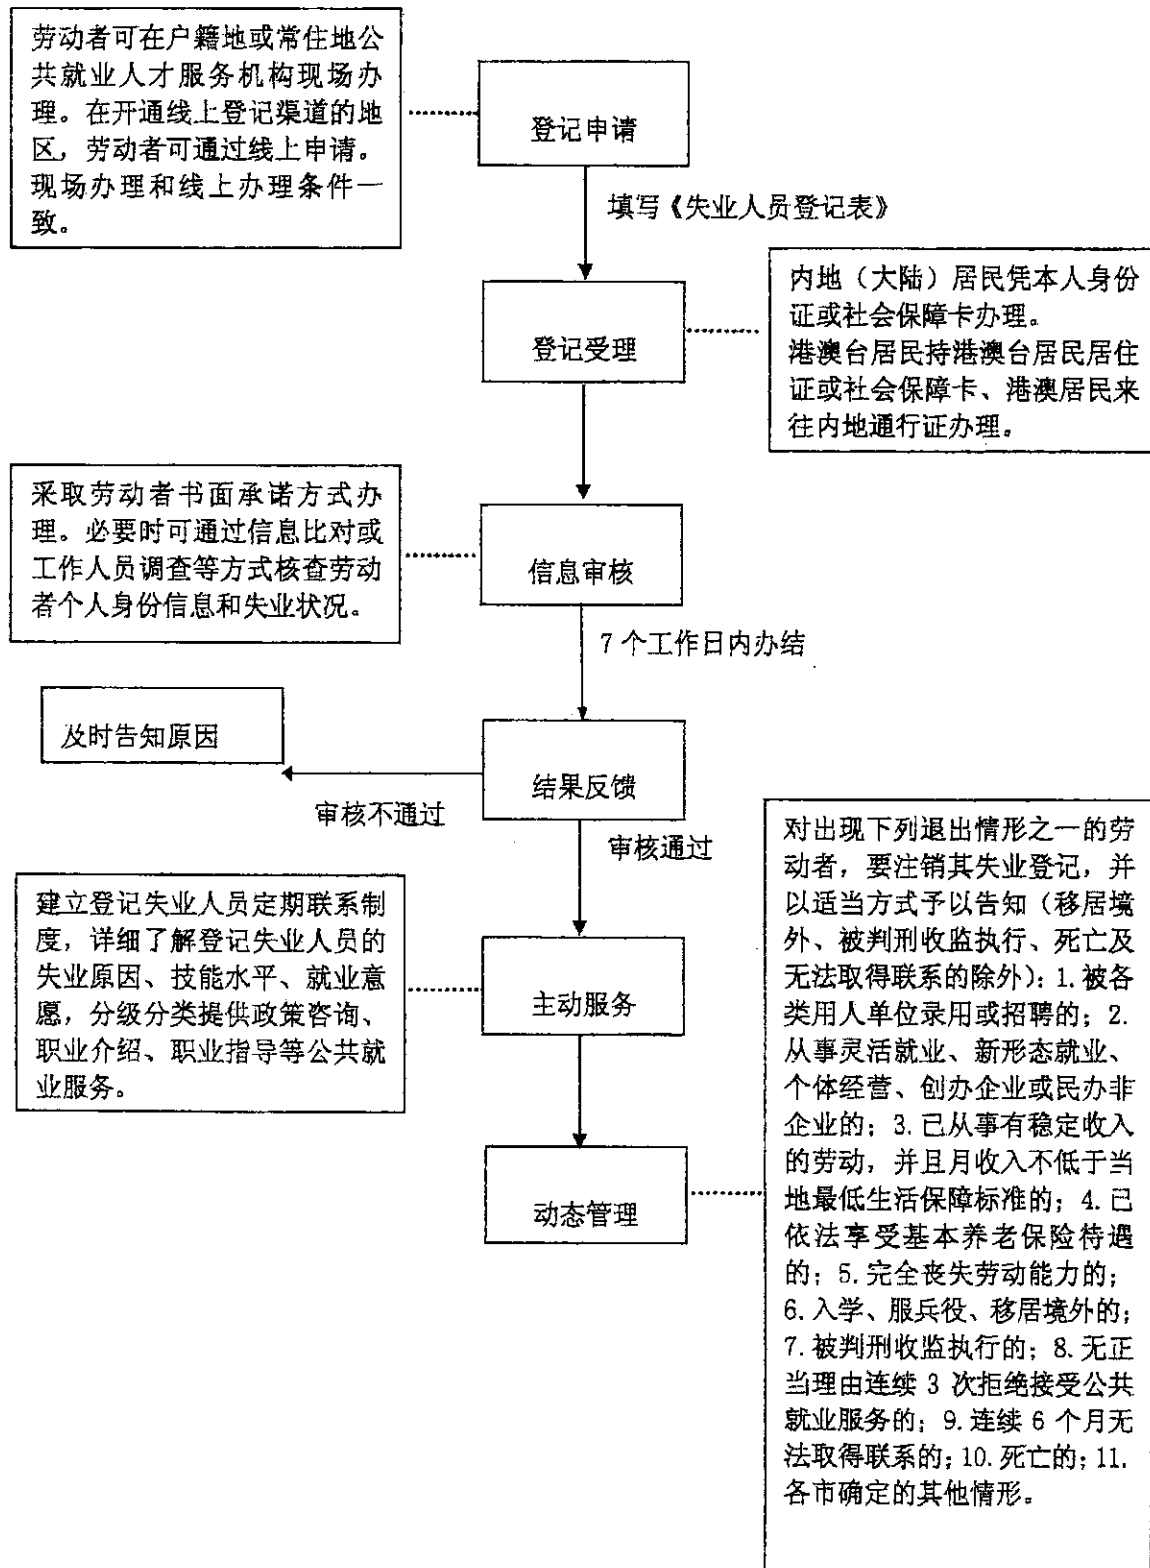 劳动者可在户籍地或常住地公
共就业人才服务机构现场办
理。在开通线上登记渠道的地
区，劳动者可通过线上申请。
现场办理和线上办理条件一
致。
登记申请
填写《失业人员登记表》
登记受理
内地（大陆）居民凭本人身份
证或社会保障卡办理。
港澳台居民持港澳台居民居住
证或社会保障卡、港澳居民来
往内地通行证办理。
采取劳动者书面承诺方式办
理。必要时可通过信息比对或
工作人员调查等方式核查劳动
者个人身份信息和失业状况。
信息审核
7 个工作日内办结
及时告知原因
结果反馈
审核不通过
审核通过
建立登记失业人员定期联系制
度，详细了解登记失业人员的
失业原因、技能水平、就业意
愿，分级分类提供政策咨询、
职业介绍、职业指导等公共就
业服务。
主动服务
动态管理
对出现下列退出情形之一的劳
动者，要注销其失业登记，并
以适当方式予以告知（移居境
外、被判刑收监执行、死亡及
无法取得联系的除外）：1.被各
类用人单位录用或招聘的；2.
从事灵活就业、新形态就业、
个体经营、创办企业或民办非
企业的；3.已从事有稳定收入
的劳动，并且月收入不低于当
地最低生活保障标准的；4.已
依法享受基本养老保险待遇
的；5.完全丧失劳动能力的；
6.入学、服兵役、移居境外的；
7.被判刑收监执行的；8.无正
当理由连续 3 次拒绝接受公共
就业服务的；9.连续 6 个月无
法取得联系的；10.死亡的；11.
各市确定的其他情形。